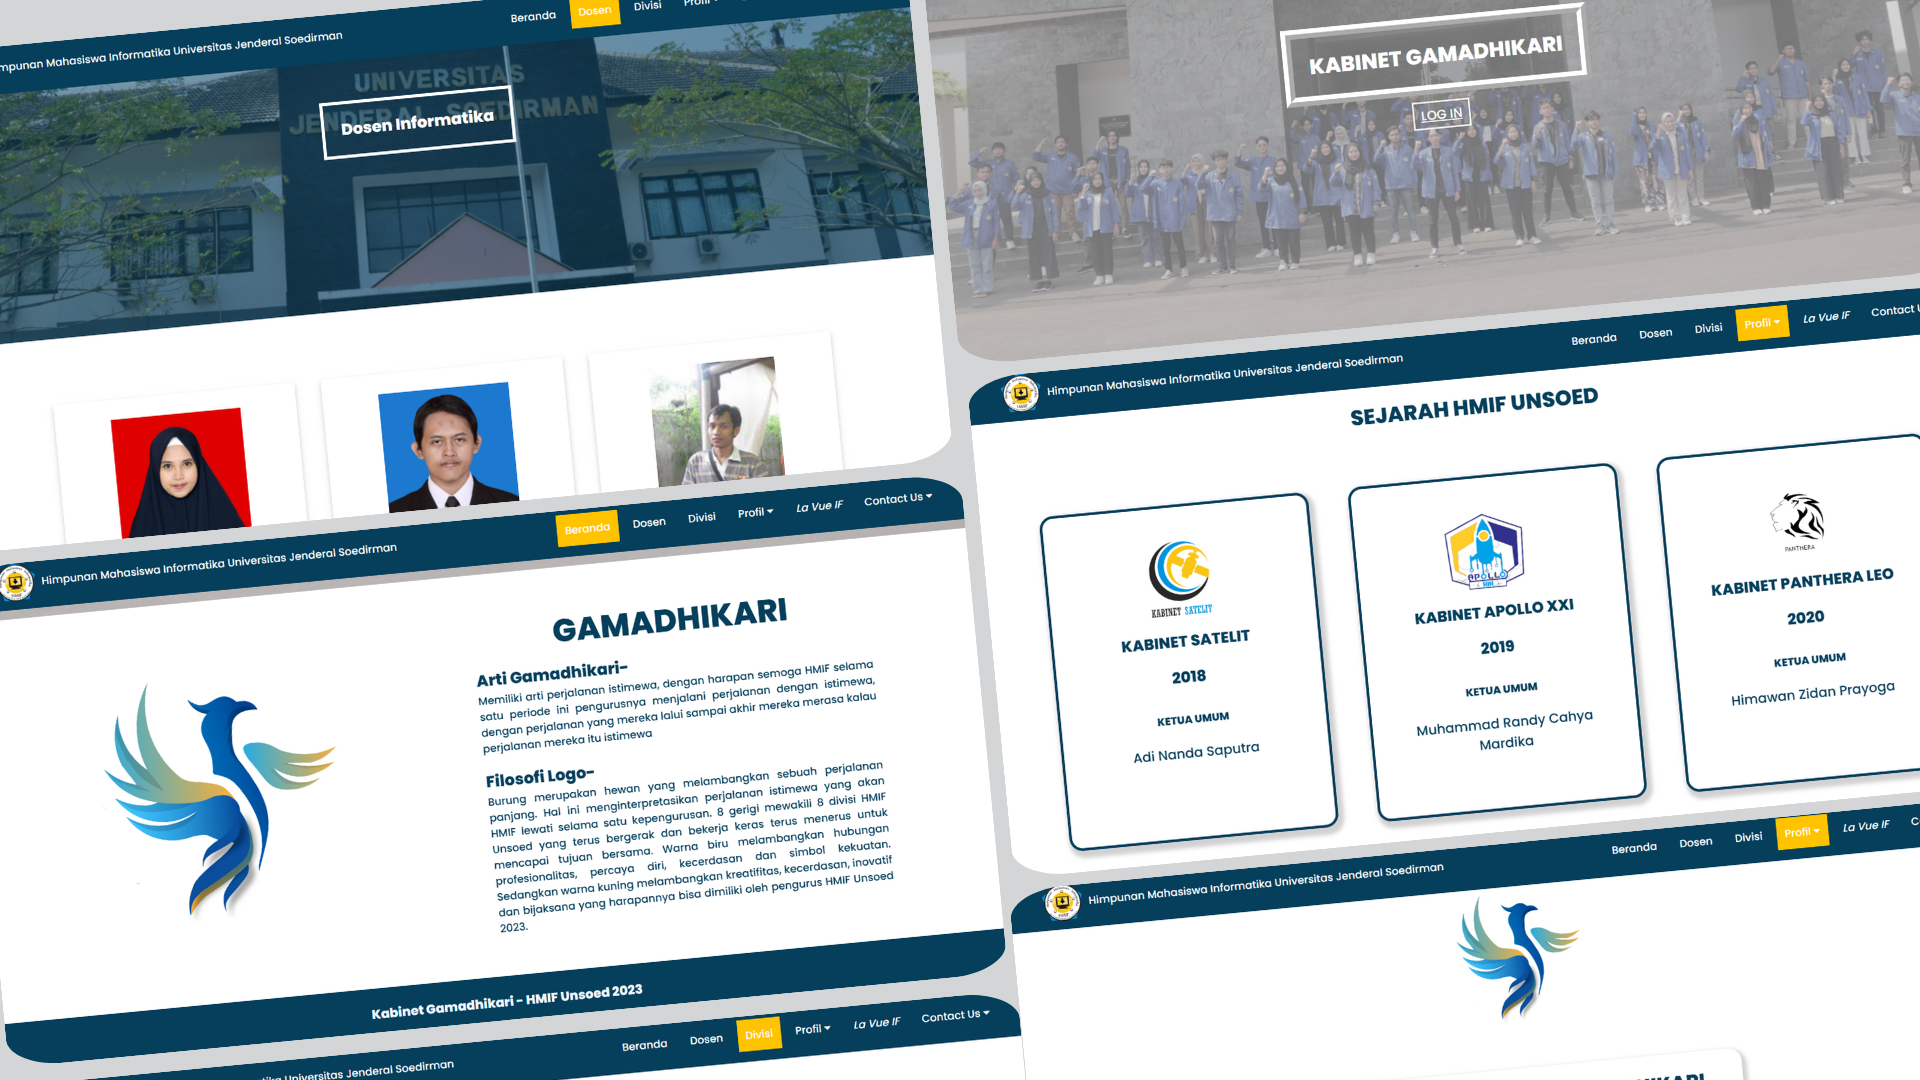 Beranda
Dosen
Divisi
Profil
Himpunan Mahasiswa Informatika Universitas Jenderal Soedirman
UNIVERSITAS
JENDERAL SOEDIRMAN
Dosen Informatika
Beranda
Dosen
Divisi
Profil
La Vue IF
Contact Us
Himpunan Mahasiswa Informatika Universitas Jenderal Soedirman
GAMADHIKARI
Arti Gamadhikari-
Memiliki arti perjalanan istimewa, dengan harapan semoga HMIF selama
satu periode ini pengurusnya menjalani perjalanan dengan istimewa,
dengan perjalanan yang mereka lalui sampai akhir mereka merasa kalau
perjalanan mereka itu istimewa
Filosofi Logo-
Burung merupakan hewan yang melambangkan sebuah perjalanan
panjang. Hal ini menginterpretasikan perjalanan istimewa yang akan
HMIF lewati selama satu kepengurusan. 8 gerigi mewakili 8 divisi HMIF
Unsoed yang terus bergerak dan bekerja keras terus menerus untuk
mencapai tujuan bersama. Warna biru melambangkan hubungan
profesionalitas, percaya diri, kecerdasan dan simbol kekuatan.
Sedangkan warna kuning melambangkan kreatifitas, kecerdasan, inovatif
dan bijaksana yang harapannya bisa dimiliki oleh pengurus HMIF Unsoed
2023.
Kabinet Gamadhikari - HMIF Unsoed 2023
Beranda
Dosen
Divisi
Profil
La Vue IF
Contact Us
Universitas Jenderal Soedirman
KABINET GAMADHIKARI
LOG IN
Beranda
Dosen
Divisi
Profil
La Vue IF
Contact
Himpunan Mahasiswa Informatika Universitas Jenderal Soedirman
SEJARAH HMIF UNSOED
KABINET SATELIT
KABINET SATELIT
2018
KETUA UMUM
Adi Nanda Saputra
APOLLO
XXI
KABINET APOLLO XXI
2019
KETUA UMUM
Muhammad Randy Cahya
Mardika
PANTHERA
KABINET PANTHERA LEO
2020
KETUA UMUM
Himawan Zidan Prayoga
Beranda
Dosen
Divisi
Profil
La Vue IF
Himpunan Mahasiswa Informatika Universitas Jenderal Soedirman